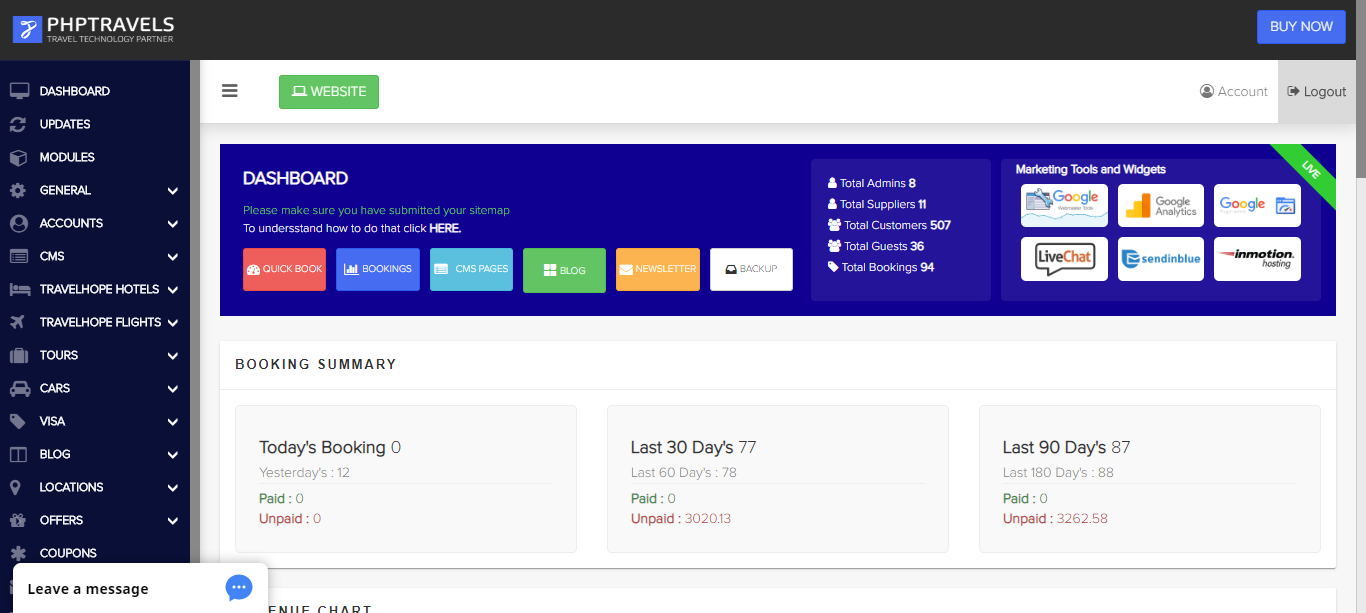 PHPTRAVELS
TRAVEL TECHNOLOGY PARTNER
BUY NOW
DASHBOARD
UPDATES
MODULES
GENERAL
ACCOUNTS
CMS
TRAVELHOPE HOTELS
TRAVELHOPE FLIGHTS
TOURS
CARS
VISA
BLOG
LOCATIONS
OFFERS
COUPONS
Leave a message
WEBSITE
Account
Logout
DASHBOARD
Please make sure you have submitted your sitemap
To undersstand how to do that click HERE.
QUICK BOOK
BOOKINGS
CMS PAGES
BLOG
NEWSLETTER
BACKUP
Total Admins 8
Total Suppliers 11
Total Customers 507
Total Guests 36
Total Bookings 94
Marketing Tools and Widgets
LIVE
Google
Webmaster Tools
Google
Analytics
Google
LiveChat
sendinblue
inmotion
hosting
BOOKING SUMMARY
Today's Booking 0
Yesterday's : 12
Paid : 0
Unpaid : 0
Last 30 Day's 77
Last 60 Day's : 78
Paid : 0
Unpaid : 3020.13
Last 90 Day's 87
Last 180 Day's : 88
Paid : 0
Unpaid : 3262.58
ENUE CHART